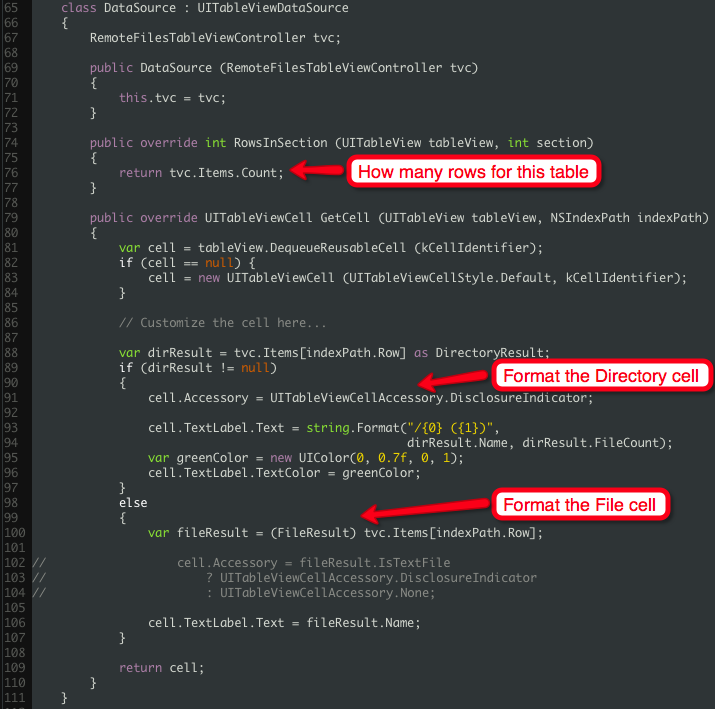 65 class DataSource : UITableViewDataSource
66 {
67 RemoteFilesTableViewController tvc;
68
69 public DataSource (RemoteFilesTableViewController tvc)
70 {
71 this.tvc = tvc;
72 }
73
74 public override int RowsInSection (UITableView tableView, int section)
75 {
76 return tvc.Items.Count; How many rows for this table
77 }
78
79 public override UITableViewCell GetCell (UITableView tableView, NSIndexPath indexPath)
80 {
81 var cell = tableView.DequeueReusableCell (kCellIdentifier);
82 if (cell == null) {
83 cell = new UITableViewCell (UITableViewCellStyle.Default, kCellIdentifier);
84 }
85
86 // Customize the cell here...
87
88 var dirResult = tvc.Items[indexPath.Row] as DirectoryResult;
89 if (dirResult != null)
90 { Format the Directory cell
91 cell.Accessory = UITableViewCellAccessory.DisclosureIndicator;
92
93 cell.TextLabel.Text = string.Format("/{0} ({1})",
94 dirResult.Name, dirResult.FileCount);
95 var greenColor = new UIColor(0, 0.7f, 0, 1);
96 cell.TextLabel.TextColor = greenColor;
97 }
98 else Format the File cell
99 {
100 var fileResult = (FileResult) tvc.Items[indexPath.Row];
101
102 // cell.Accessory = fileResult.IsTextFile
103 // ? UITableViewCellAccessory.DisclosureIndicator
104 // : UITableViewCellAccessory.None;
105
106 cell.TextLabel.Text = fileResult.Name;
107 }
108
109 return cell;
110 }
111 }